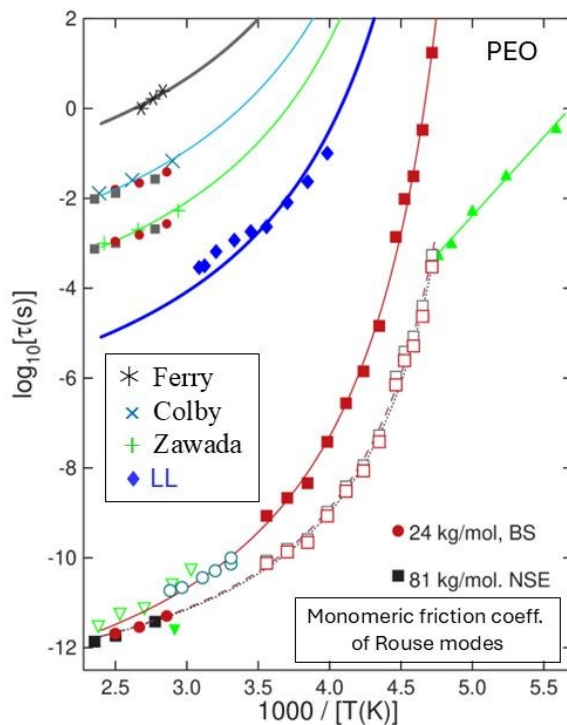 PEO
2
0
-2
-4
-6
-8
-10
-12
log10[τ(s)]
Ferry
Colby
Zawada
LL
24 kg/mol, BS
81 kg/mol. NSE
Monomeric friction coeff.
of Rouse modes
2.5 3.0 3.5 4.0 4.5 5.0 5.5
1000 / [T(K)]